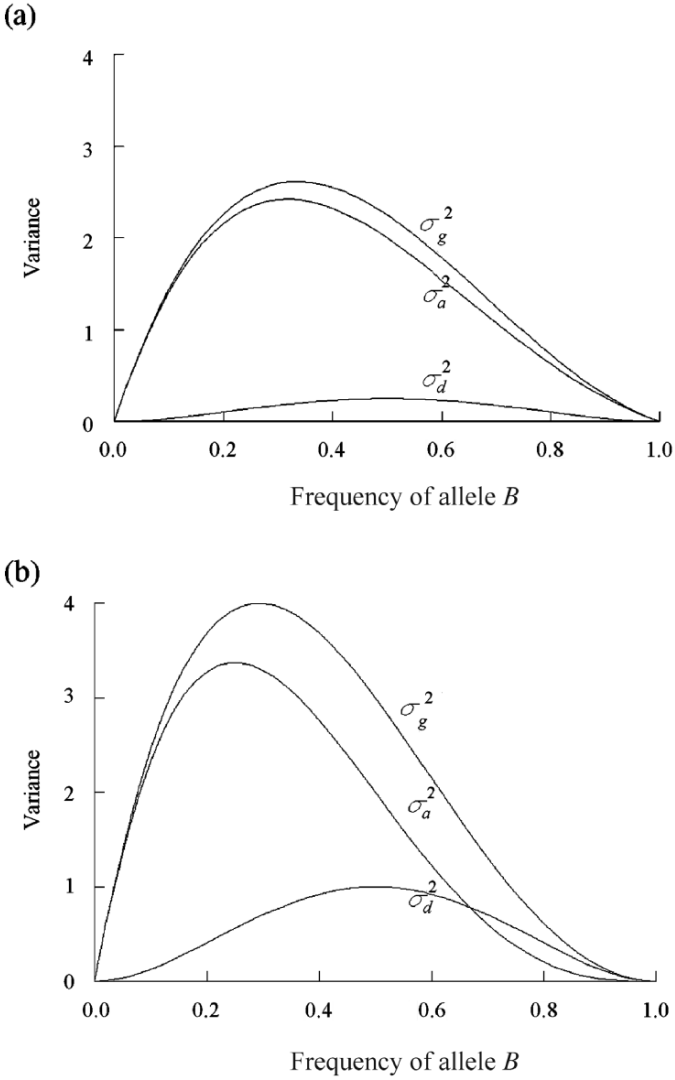 (a)
4
3
2
1
0
Variance
σg²
σa²
σd²
0.0 0.2 0.4 0.6 0.8 1.0
Frequency of allele B
(b)
4
3
2
1
0
Variance
σg²
σa²
σd²
0.0 0.2 0.4 0.6 0.8 1.0
Frequency of allele B